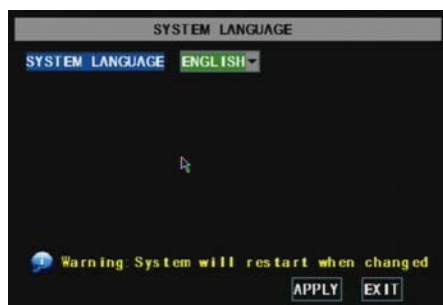 SYSTEM LANGUAGE
SYSTEM LANGUAGE ENGLISH
Warning:System will restart when changed
APPLY EXIT